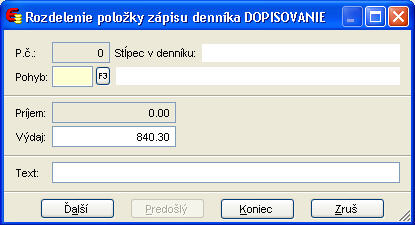 Rozdelenie položky zápisu denníka DOPISOVANIE
P.č.: 0 Stĺpec v denníku:
Pohyb: F3
Príjem: 0.00
Výdaj: 840.30
Text:
Ďalší Predošlý Koniec Zruš